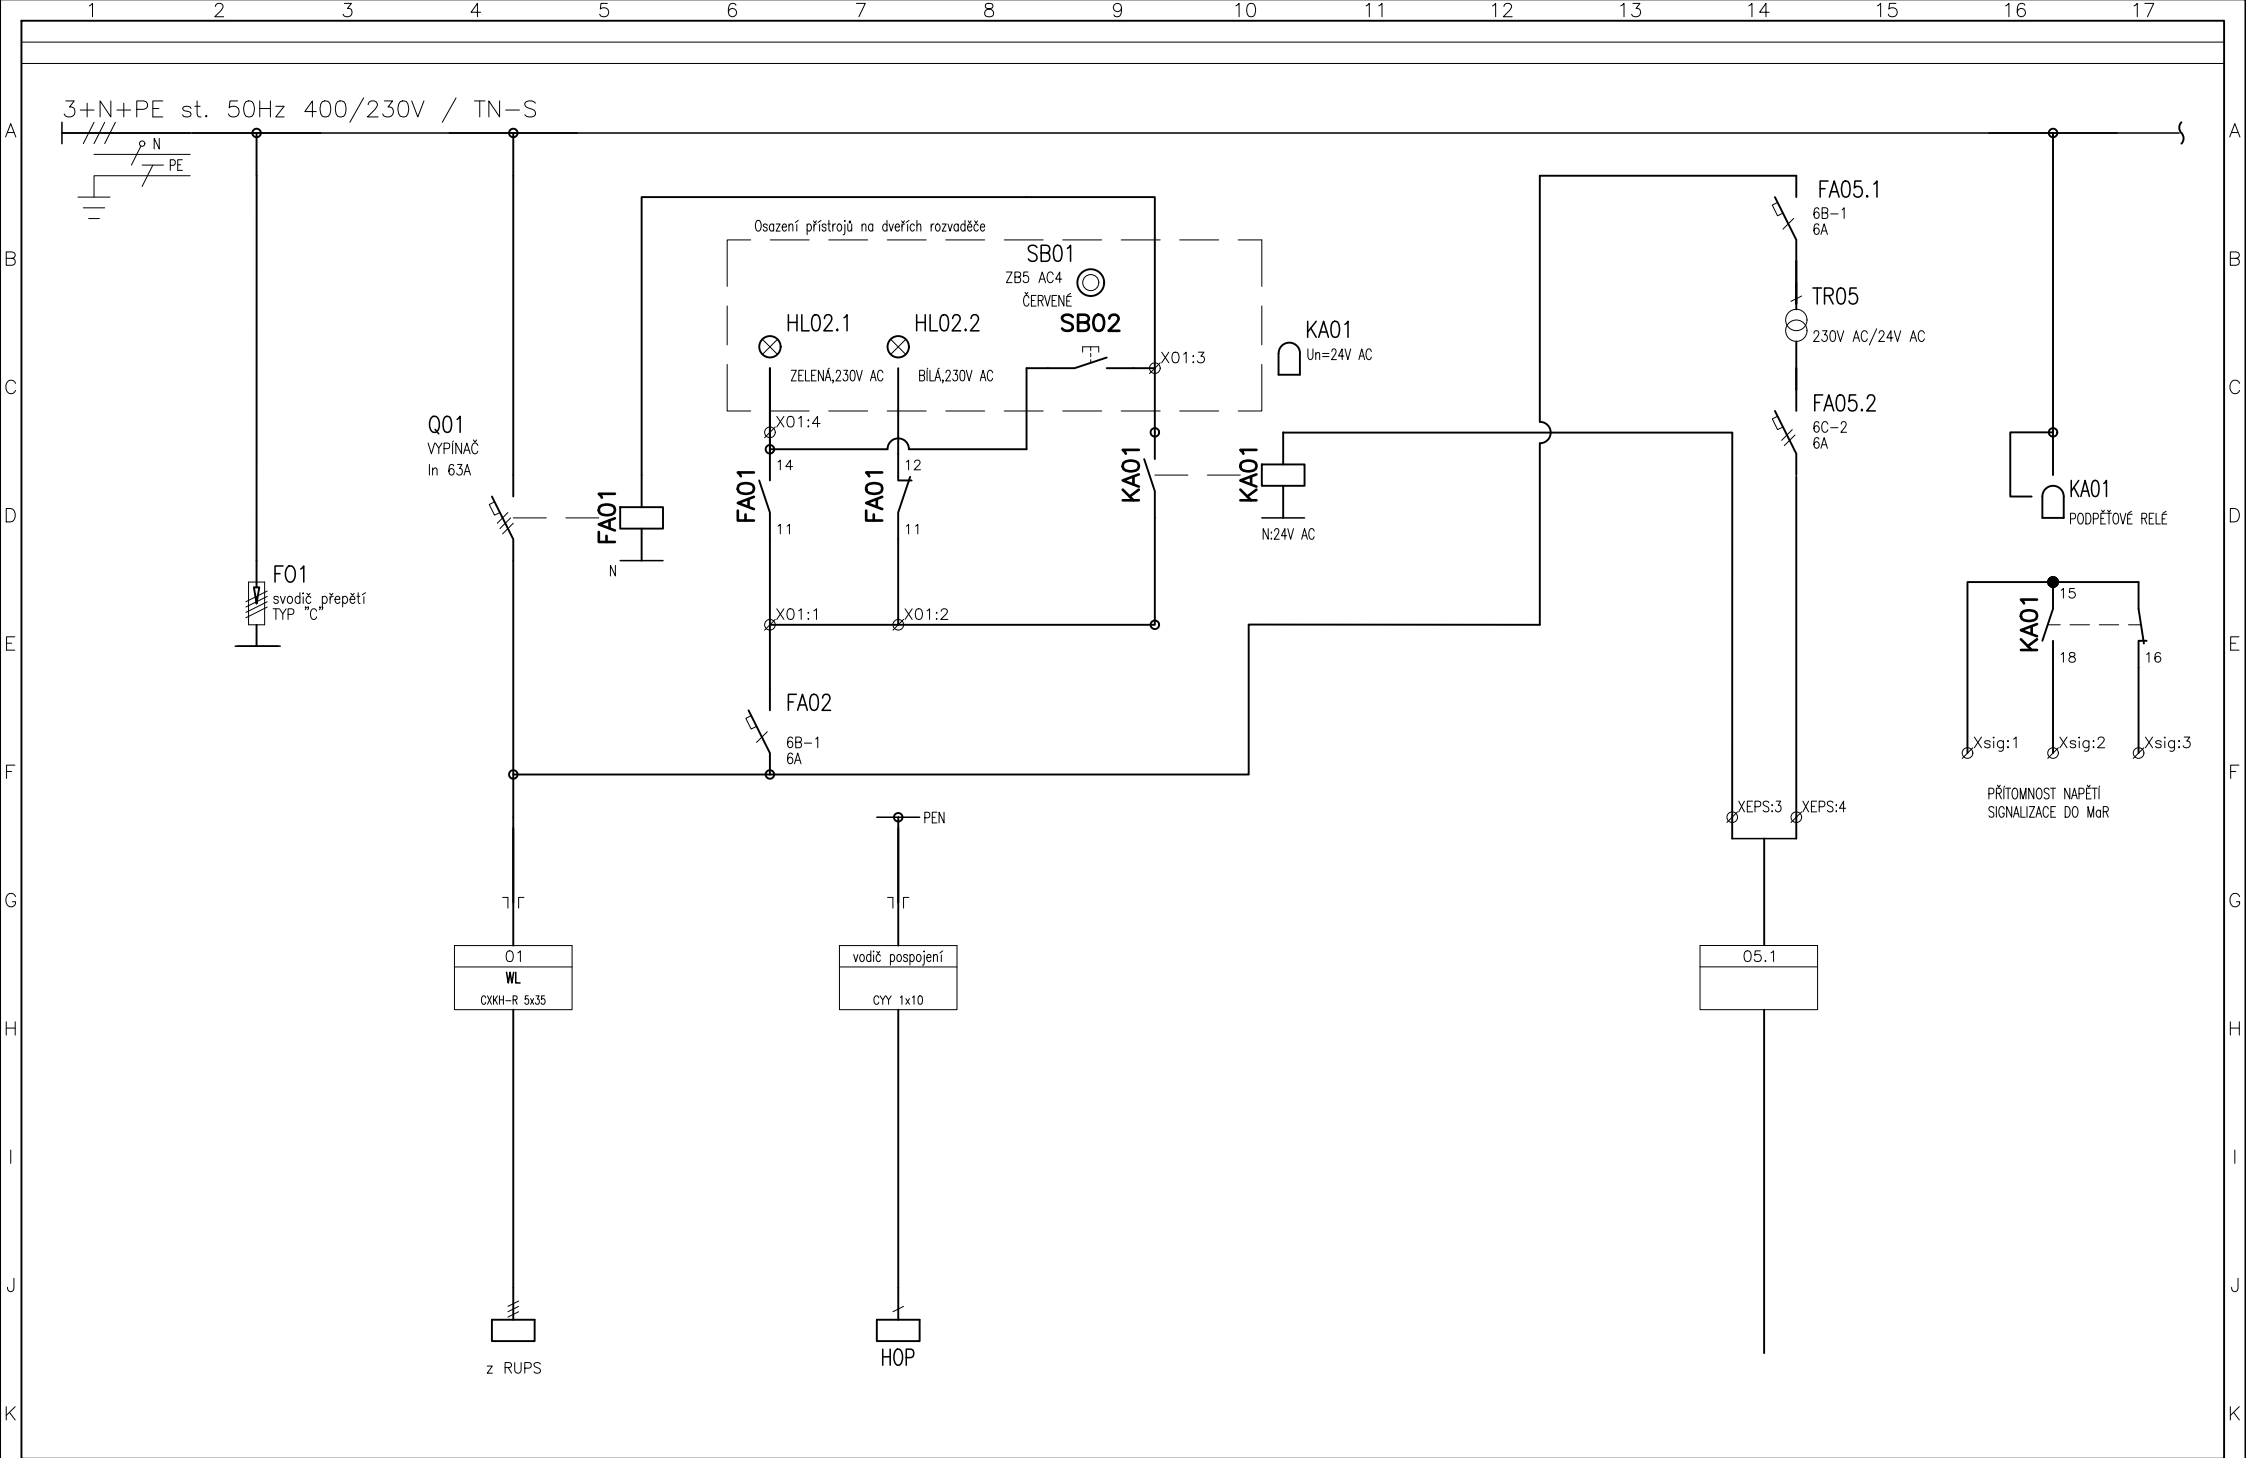 1 2 3 4 5 6 7 8 9 10 11 12 13 14 15 16 17
3+N+PE st. 50Hz 400/230V / TN-S
A
A
N
PE
FA05.1
6B-1
6A
Osazení přístrojů na dveřích rozvaděče
B
B
SB01
ZB5 AC4
ČERVENÉ
TR05
230V AC/24V AC
HL02.1
HL02.2
SB02
KA01
Un=24V AC
X01:3
ZELENÁ,230V AC
BÍLÁ,230V AC
C
C
FA05.2
6C-2
6A
Q01
VYPÍNAČ
In 63A
X01:4
14
12
FA01
FA01
FA01
KA01
KA01
KA01
PODPĚŤOVÉ RELÉ
D
D
11
11
N:24V AC
N
F01
svodič přepětí
TYP "C"
X01:1
X01:2
15
KA01
18
16
E
E
FA02
6B-1
6A
Xsig:1
Xsig:2
Xsig:3
F
F
PŘÍTOMNOST NAPĚTÍ
SIGNALIZACE DO MaR
XEPS:3
XEPS:4
PEN
G
G
01
WL
CXKH-R 5x35
vodič pospojení
CYY 1x10
05.1
H
H
I
I
J
J
z RUPS
HOP
K
K